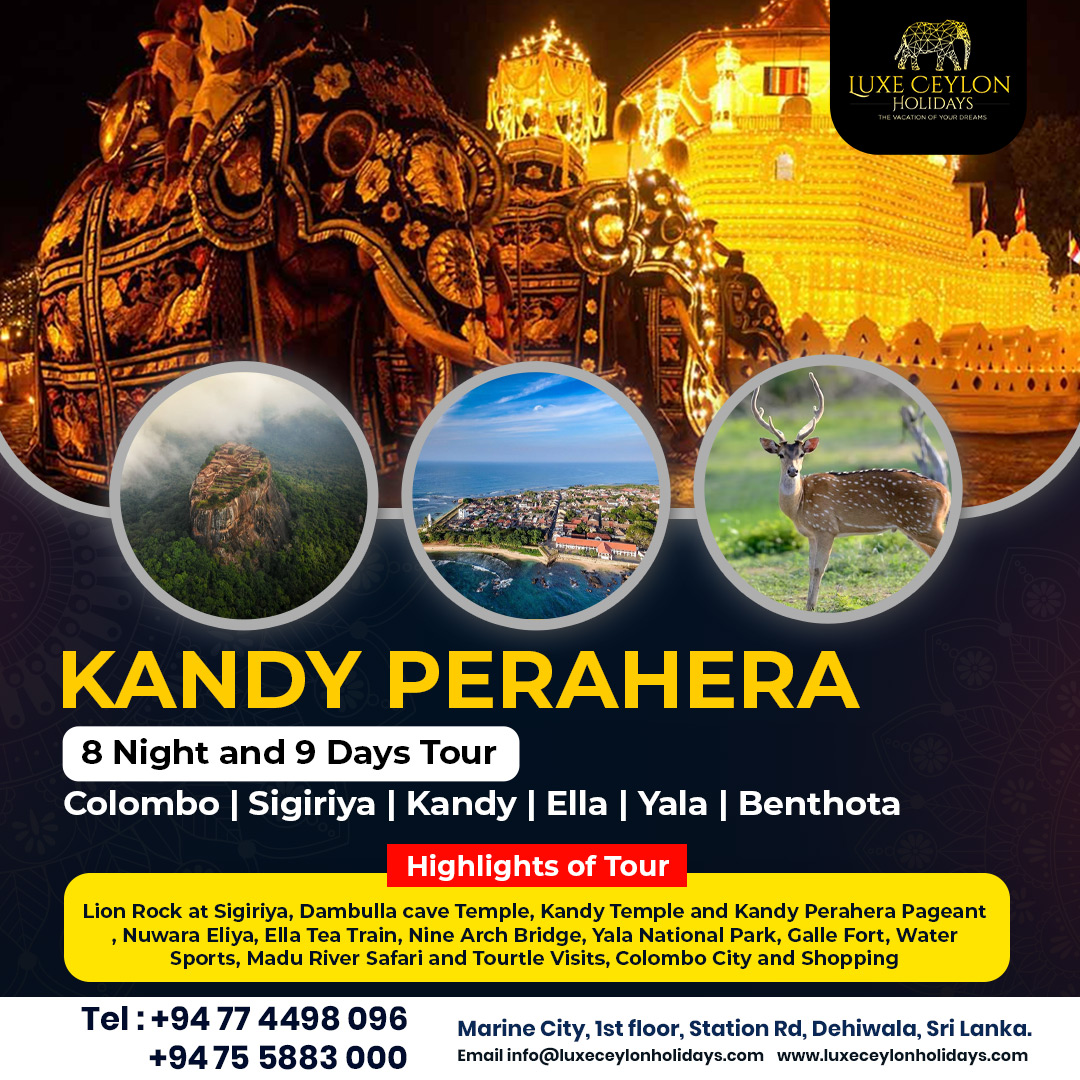 LUXE CEYLON
HOLIDAYS
THE VACATION OF YOUR DREAMS
KANDY PERAHERA
8 Night and 9 Days Tour
Colombo | Sigiriya | Kandy | Ella | Yala | Benthota
Highlights of Tour
Lion Rock at Sigiriya, Dambulla cave Temple, Kandy Temple and Kandy Perahera Pageant
, Nuwara Eliya, Ella Tea Train, Nine Arch Bridge, Yala National Park, Galle Fort, Water
Sports, Madu River Safari and Tourtle Visits, Colombo City and Shopping
Tel : +94 77 4498 096
+94 75 5883 000
Marine City, 1st floor, Station Rd, Dehiwala, Sri Lanka.
Email info@luxeceylonholidays.com www.luxeceylonholidays.com